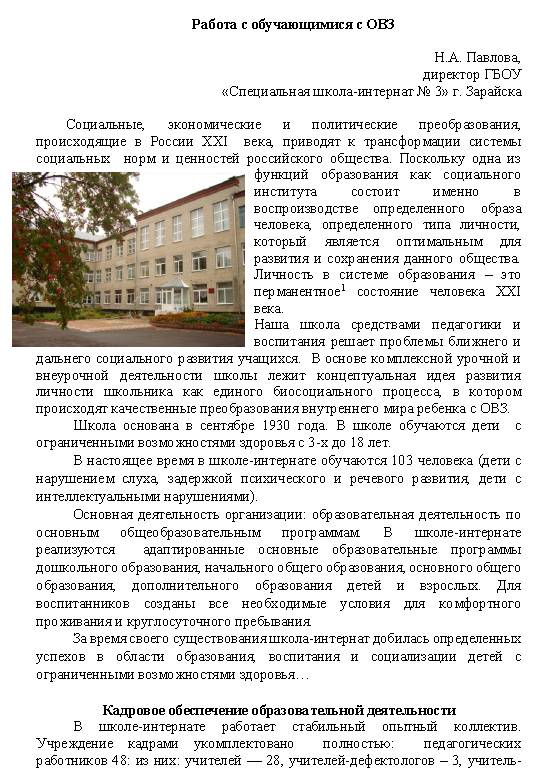 Работа с обучающимися с ОВЗ
Н.А. Павлова,
директор ГБОУ
«Специальная школа-интернат № 3» г. Зарайска
Социальные, экономические и политические преобразования,
происходящие в России XXI века, приводят к трансформации системы
социальных норм и ценностей российского общества. Поскольку одна из
функций образования как социального
института состоит именно в
воспроизводстве определенного образа
человека, определенного типа личности,
который является оптимальным для
развития и сохранения данного общества.
Личность в системе образования – это
перманентное¹ состояние человека XXI
века.
Наша школа средствами педагогики и
воспитания решает проблемы ближнего и
дальнего социального развития учащихся. В основе комплексной урочной и
внеурочной деятельности школы лежит концептуальная идея развития
личности школьника как единого биосоциального процесса, в котором
происходят качественные преобразования внутреннего мира ребенка с ОВЗ.
Школа основана в сентябре 1930 года. В школе обучаются дети с
ограниченными возможностями здоровья с 3-х до 18 лет.
В настоящее время в школе-интернате обучаются 103 человека (дети с
нарушением слуха, задержкой психического и речевого развития, дети с
интеллектуальными нарушениями).
Основная деятельность организации: образовательная деятельность по
основным общеобразовательным программам. В школе-интернате
реализуются адаптированные основные образовательные программы
дошкольного образования, начального общего образования, основного общего
образования, дополнительного образования детей и взрослых. Для
воспитанников созданы все необходимые условия для комфортного
проживания и круглосуточного пребывания.
За время своего существования школа-интернат добилась определенных
успехов в области образования, воспитания и социализации детей с
ограниченными возможностями здоровья…
Кадровое обеспечение образовательной деятельности
В школе-интернате работает стабильный опытный коллектив.
Учреждение кадрами укомплектовано полностью: педагогических
работников 48: из них: учителей — 28, учителей-дефектологов – 3, учитель-